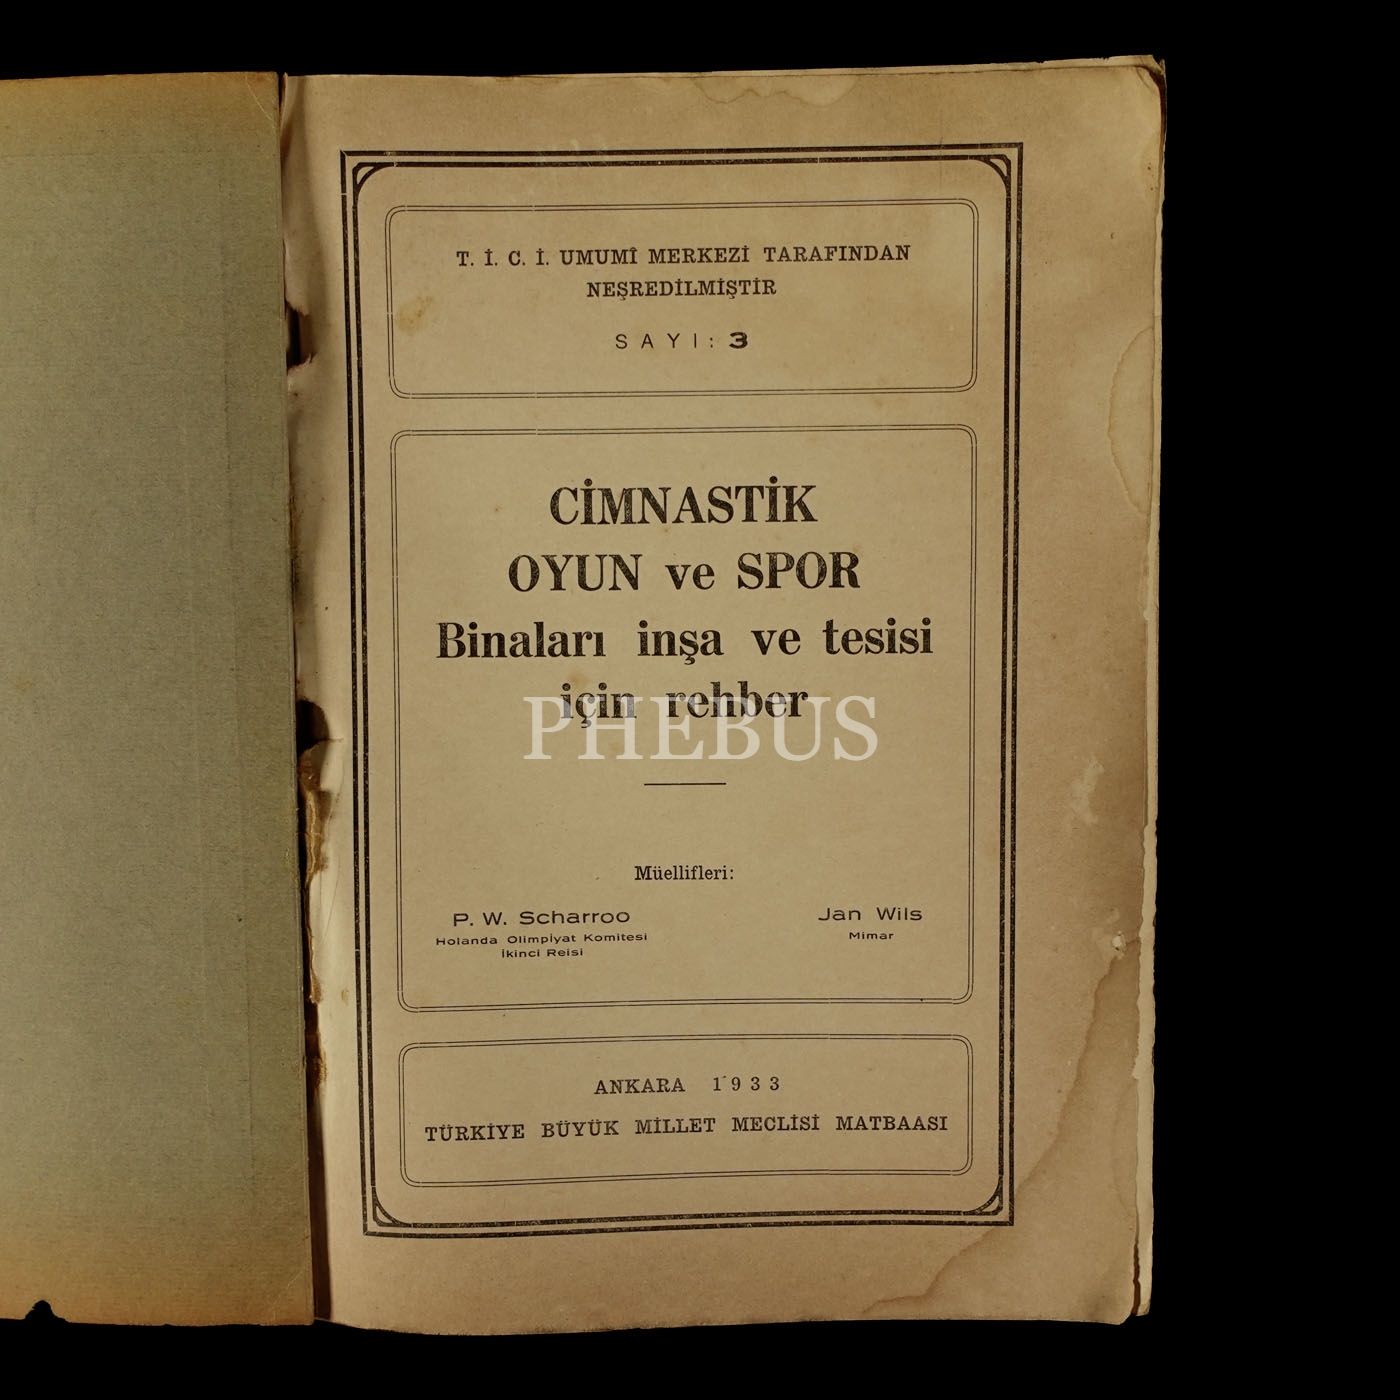 T. İ. C. İ. UMUMÎ MERKEZİ TARAFINDAN
NEŞREDİLMİŞTİR
SAYI: 3
CİMNASTİK
OYUN ve SPOR
Binaları inşa ve tesisi
için rehber
PHEBUS
Müellifleri:
P. W. Scharroo
Holanda Olimpiyat Komitesi
İkinci Reisi
Jan Wils
Mimar
ANKARA 1933
TÜRKİYE BÜYÜK MİLLET MECLİSİ MATBAASI